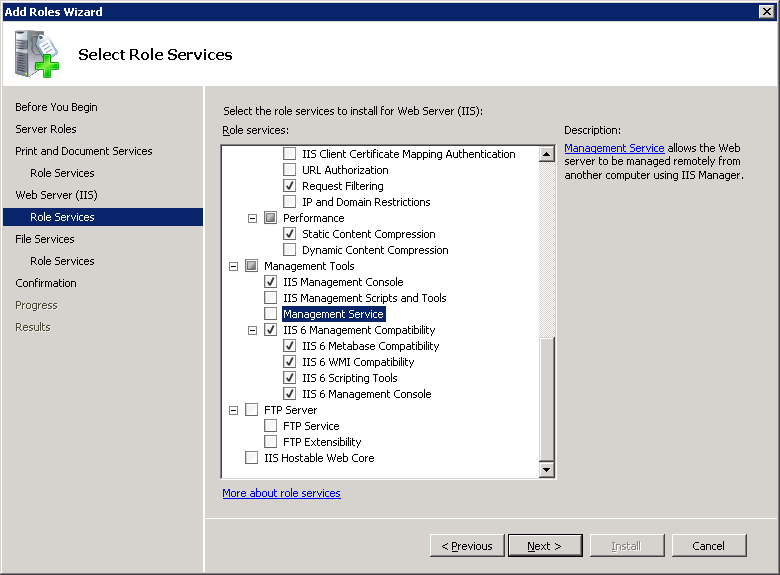 Add Roles Wizard
Select Role Services
Before You Begin
Server Roles
Print and Document Services
Role Services
Web Server (IIS)
Role Services
File Services
Role Services
Confirmation
Progress
Results
Select the role services to install for Web Server (IIS):
Role services:
IIS Client Certificate Mapping Authentication
URL Authorization
Request Filtering
IP and Domain Restrictions
Performance
Static Content Compression
Dynamic Content Compression
Management Tools
IIS Management Console
IIS Management Scripts and Tools
Management Service
IIS 6 Management Compatibility
IIS 6 Metabase Compatibility
IIS 6 WMI Compatibility
IIS 6 Scripting Tools
IIS 6 Management Console
FTP Server
FTP Service
FTP Extensibility
IIS Hostable Web Core
More about role services
Description:
Management Service allows the Web
server to be managed remotely from
another computer using IIS Manager.
< Previous
Next >
Install
Cancel